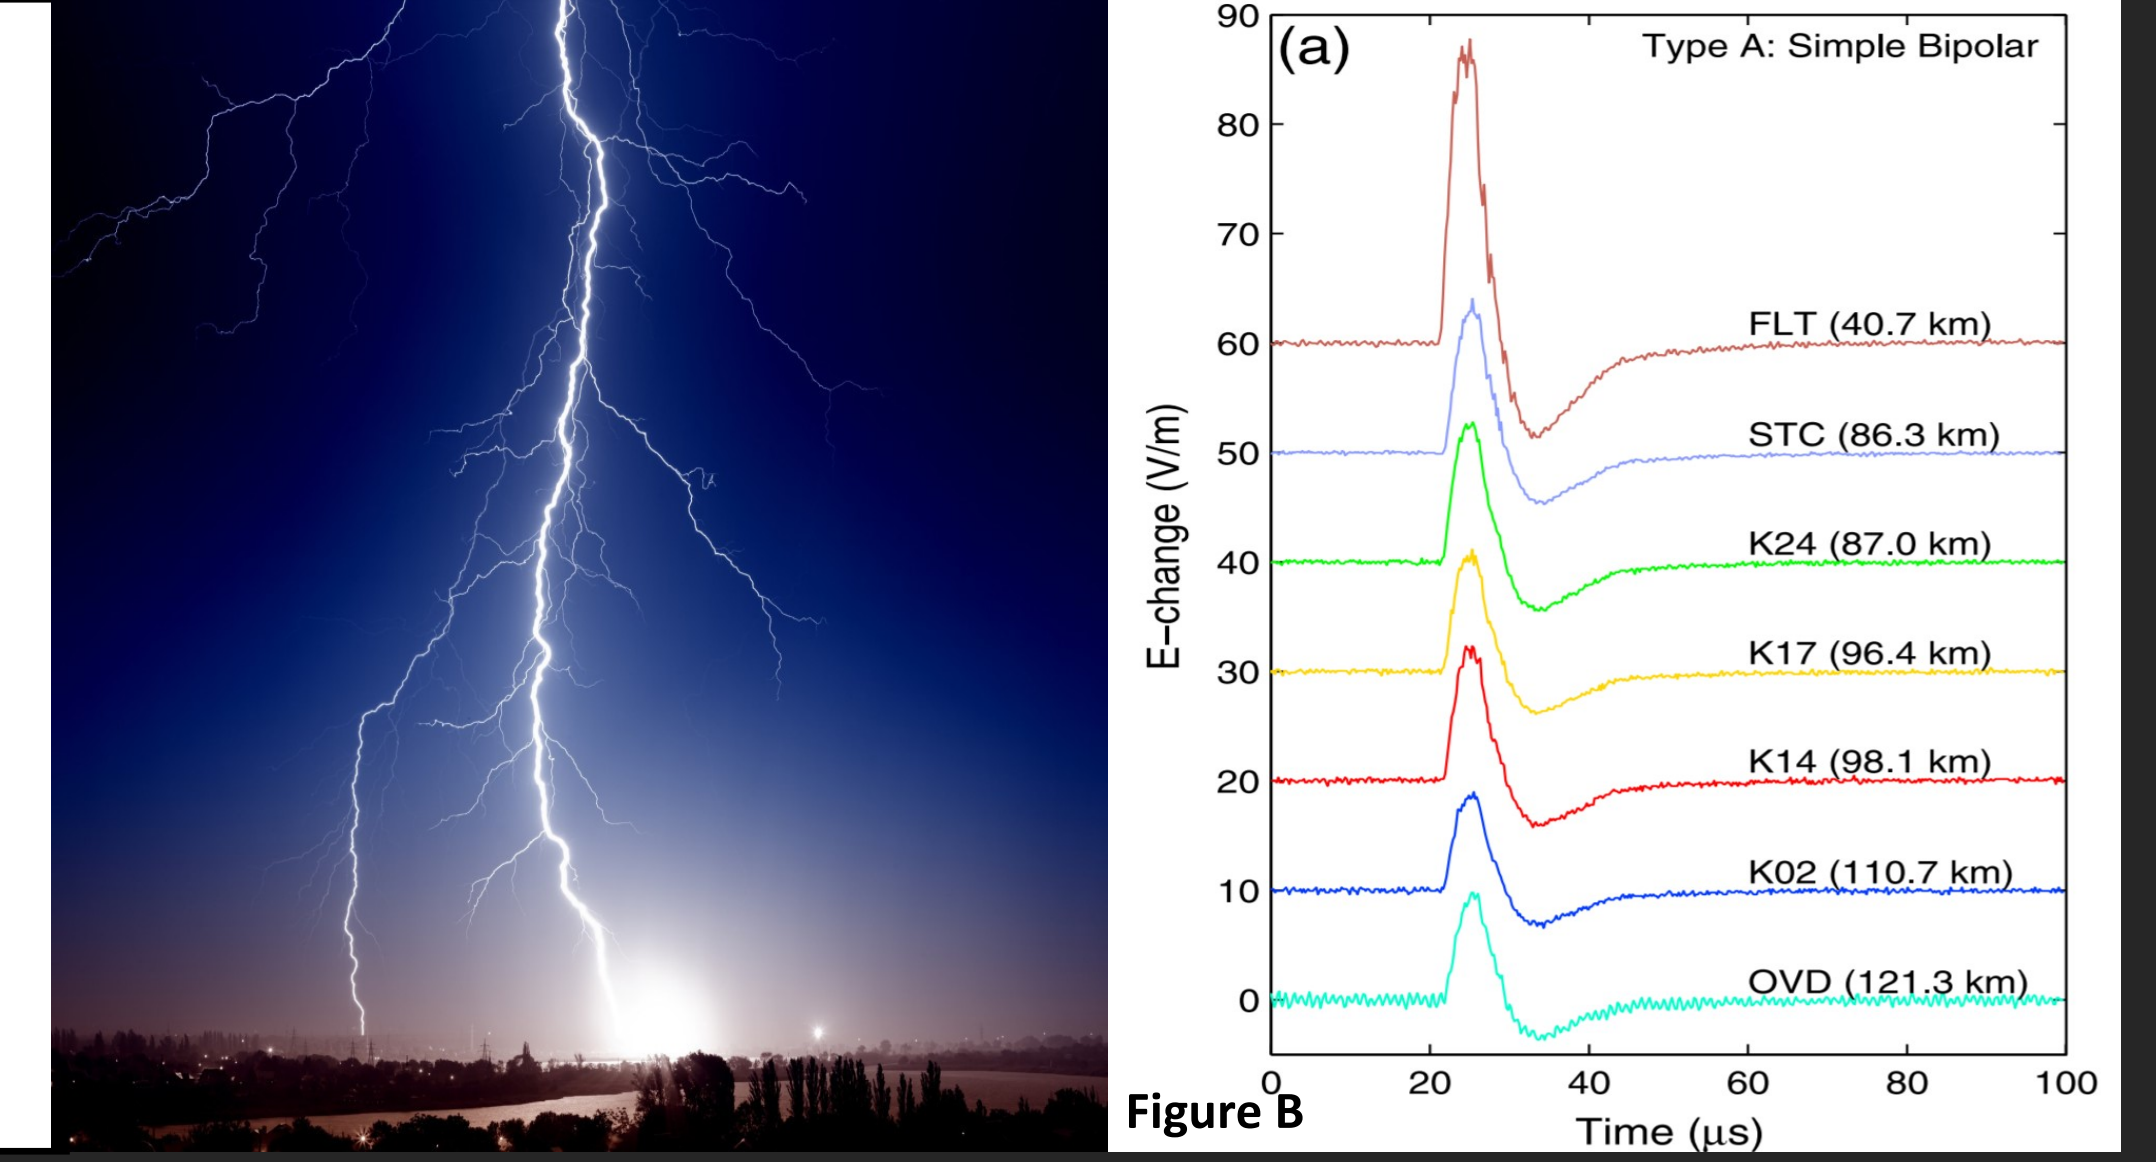 90
(a)
Type A: Simple Bipolar
80
70
FLT (40.7 km)
60
STC (86.3 km)
50
K24 (87.0 km)
40
K17 (96.4 km)
30
K14 (98.1 km)
20
K02 (110.7 km)
10
OVD (121.3 km)
0
E−change (V/m)
0 20 40 60 80 100
Time (μs)
Figure B